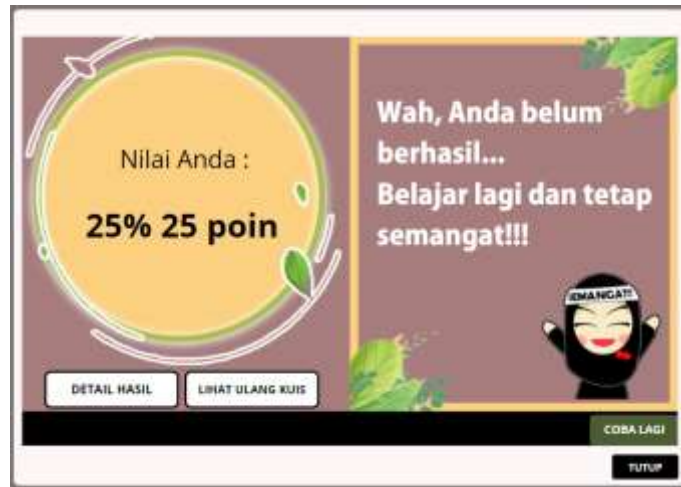 Nilai Anda :
25% 25 poin
Wah, Anda belum
berhasil...
Belajar lagi dan tetap
semangat!!!
SEMANGAT!
DETAIL HASIL
LIHAT ULANG KUIS
COBA LAGI
TUTUP